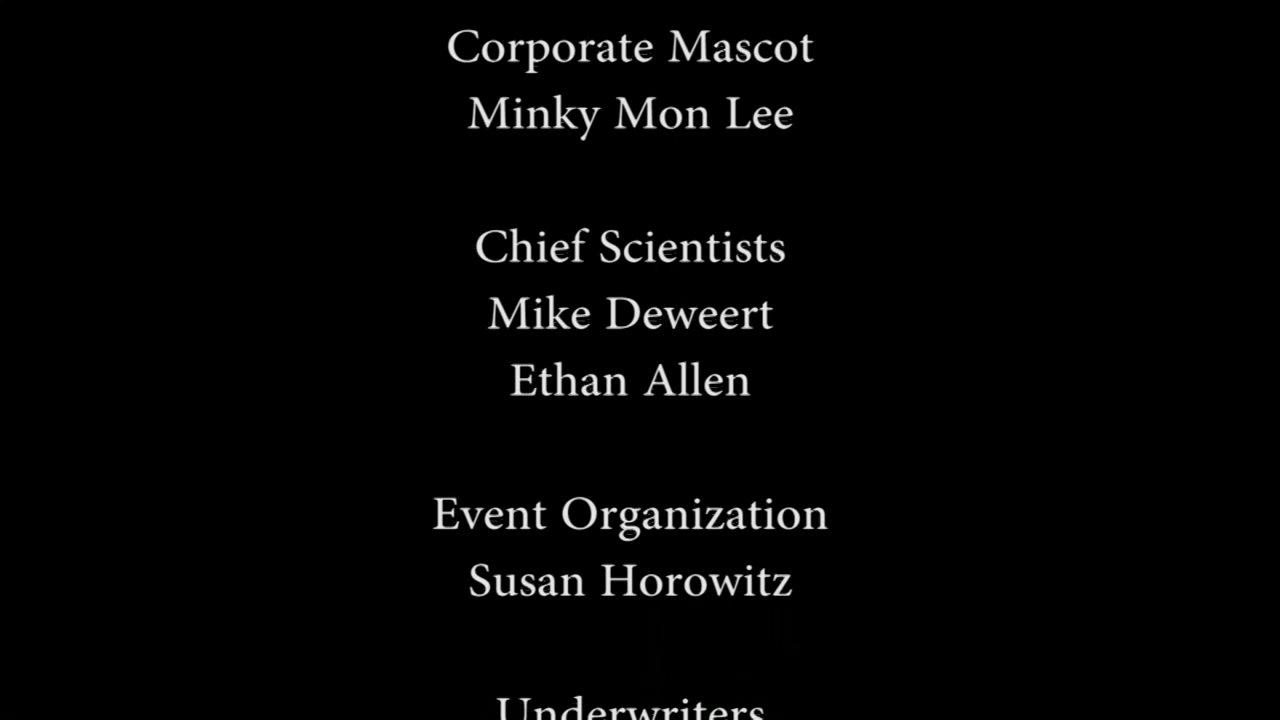 Corporate Mascot
Minky Mon Lee
Chief Scientists
Mike Deweert
Ethan Allen
Event Organization
Susan Horowitz
Underwriters